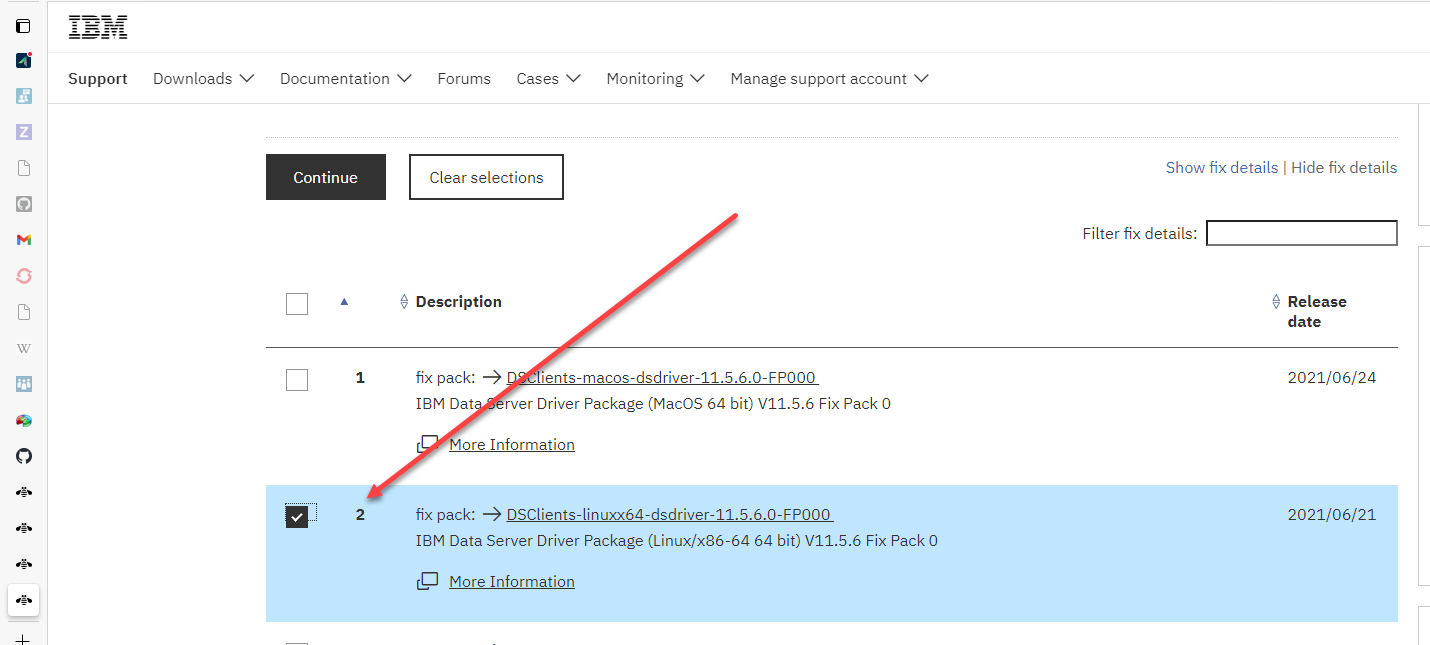 IBM
Support Downloads Documentation Forums Cases Monitoring Manage support account
Continue Clear selections Show fix details | Hide fix details
Filter fix details:
Description Release
date
1 fix pack: → DSClients-macos-dsdriver-11.5.6.0-FP000 2021/06/24
IBM Data Server Driver Package (MacOS 64 bit) V11.5.6 Fix Pack 0
More Information
2 fix pack: → DSClients-linuxx64-dsdriver-11.5.6.0-FP000 2021/06/21
IBM Data Server Driver Package (Linux/x86-64 64 bit) V11.5.6 Fix Pack 0
More Information
Z
W